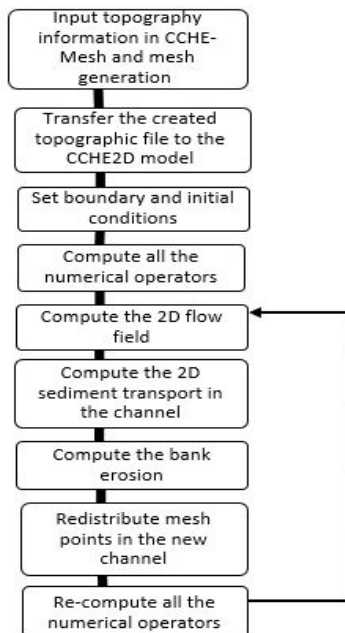 Input topography
information in CCHE-
Mesh and mesh
generation
Transfer the created
topographic file to the
CCHE2D model
Set boundary and initial
conditions
Compute all the
numerical operators
Compute the 2D flow
field
Compute the 2D
sediment transport in
the channel
Compute the bank
erosion
Redistribute mesh
points in the new
channel
Re-compute all the
numerical operators